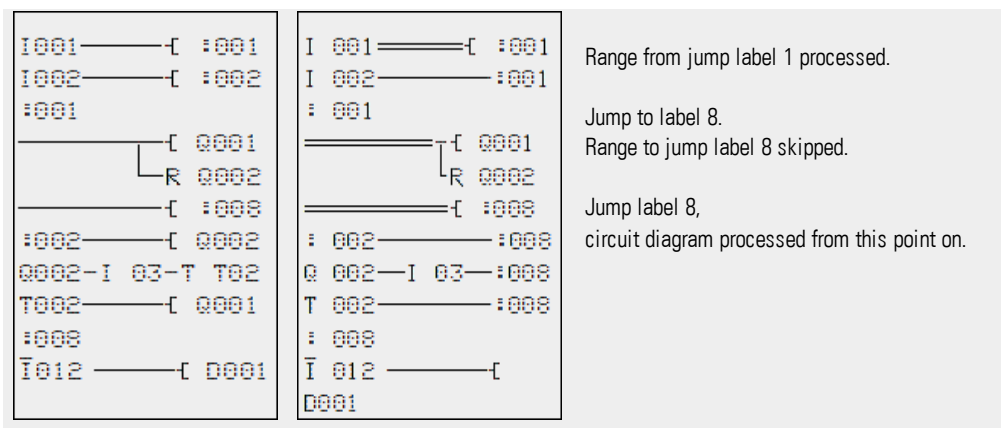 I001———[ :001
I002———[ :002
:001
———[ Q001
R Q002
———[ :008
:002———[ Q002
Q002-I 03-T T02
T002———[ Q001
:008
I̅012 ———[ D001
I 001═══[ :001
I 002———:001
: 001
═══[ Q001
R Q002
═══[ :008
: 002———:008
Q 002—I 03—:008
T 002———:008
: 008
I̅ 012 ———[
D001
Range from jump label 1 processed.
Jump to label 8.
Range to jump label 8 skipped.
Jump label 8,
circuit diagram processed from this point on.